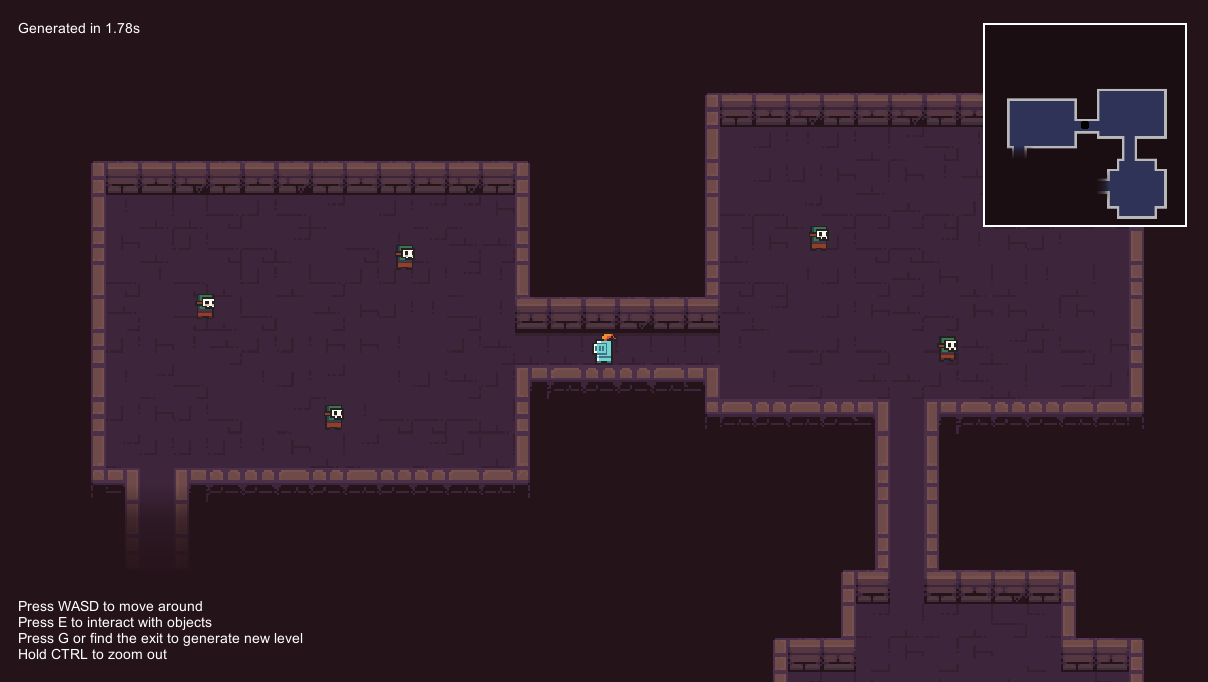 Generated in 1.78s
Press WASD to move around
Press E to interact with objects
Press G or find the exit to generate new level
Hold CTRL to zoom out